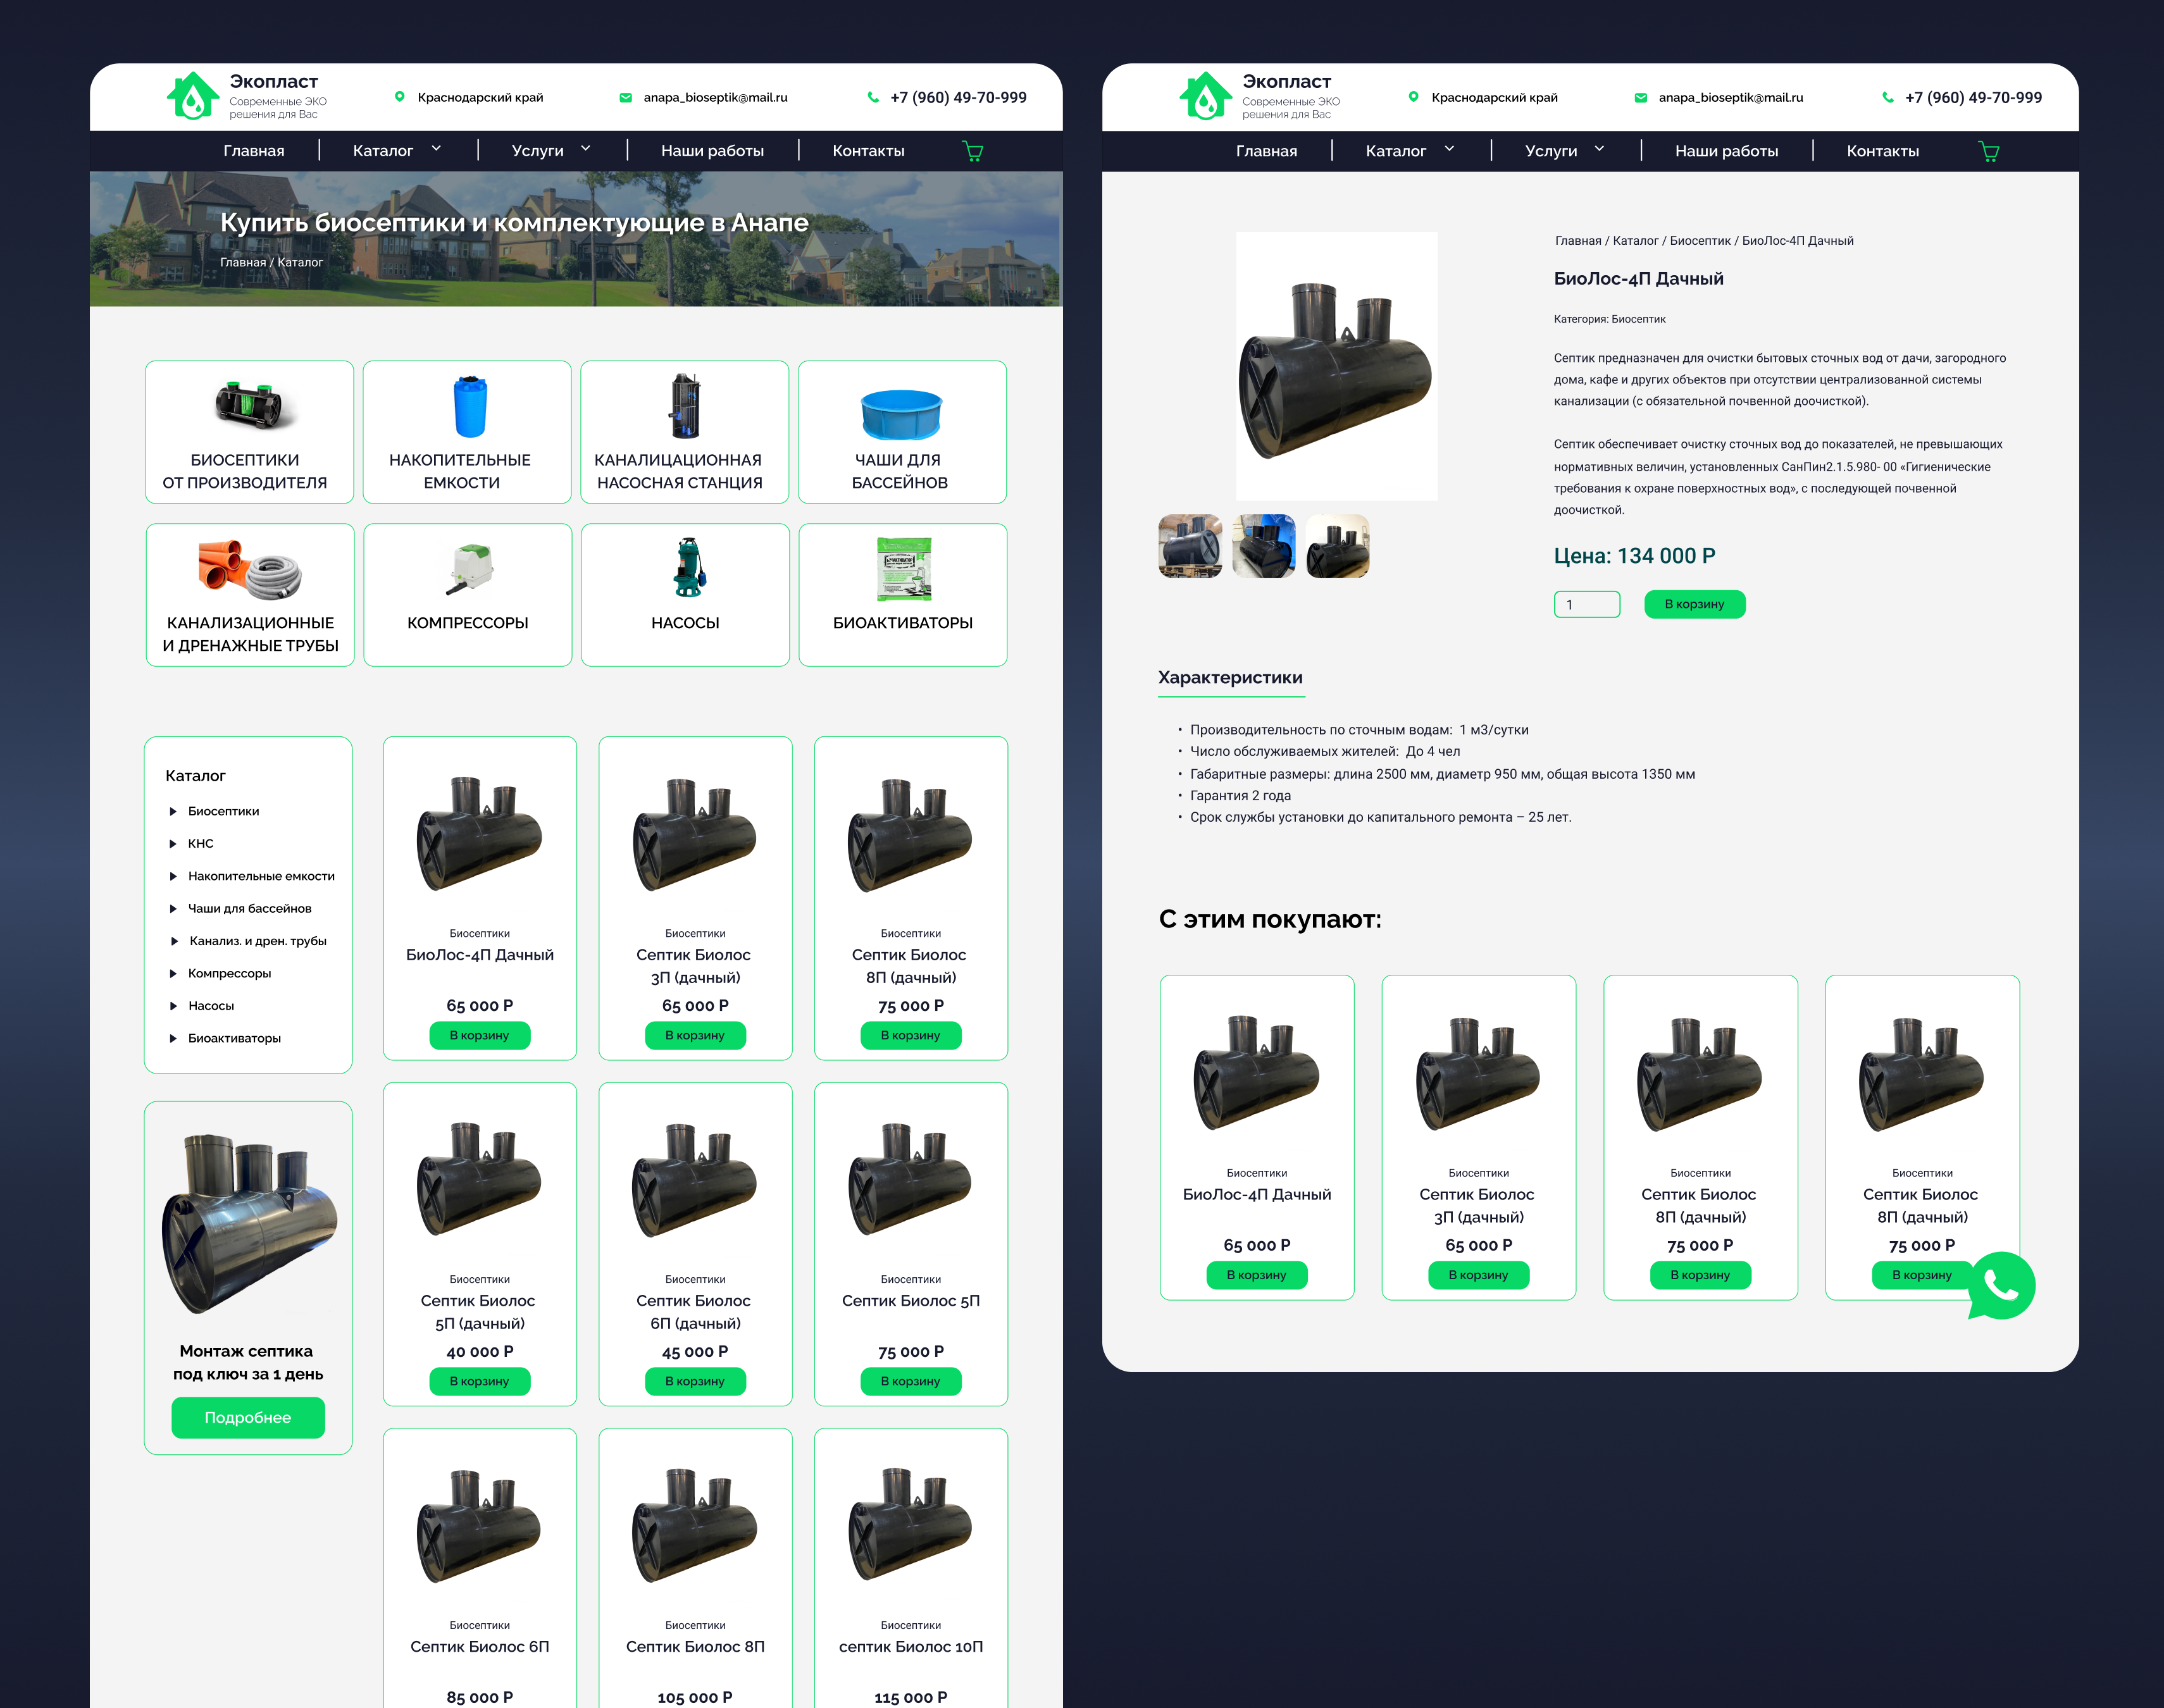 Экопласт
Современные ЭКО
решения для Вас
Краснодарский край
anapa_bioseptik@mail.ru
+7 (960) 49-70-999
Главная
Каталог
Услуги
Наши работы
Контакты
Купить биосептики и комплектующие в Анапе
Главная / Каталог
БИОСЕПТИКИ
ОТ ПРОИЗВОДИТЕЛЯ
НАКОПИТЕЛЬНЫЕ
ЕМКОСТИ
КАНАЛИЦАЦИОННАЯ
НАСОСНАЯ СТАНЦИЯ
ЧАШИ ДЛЯ
БАССЕЙНОВ
КАНАЛИЗАЦИОННЫЕ
И ДРЕНАЖНЫЕ ТРУБЫ
КОМПРЕССОРЫ
НАСОСЫ
БИОАКТИВАТОРЫ
Каталог
Биосептики
КНС
Накопительные емкости
Чаши для бассейнов
Канализ. и дрен. трубы
Компрессоры
Насосы
Биоактиваторы
Монтаж септика
под ключ за 1 день
Подробнее
Биосептики
БиоЛос-4П Дачный
65 000 Р
В корзину
Биосептики
Септик Биолос
3П (дачный)
65 000 Р
В корзину
Биосептики
Септик Биолос
8П (дачный)
75 000 Р
В корзину
Биосептики
Септик Биолос
5П (дачный)
40 000 Р
В корзину
Биосептики
Септик Биолос
6П (дачный)
45 000 Р
В корзину
Биосептики
Септик Биолос 5П
75 000 Р
В корзину
Биосептики
Септик Биолос 6П
85 000 Р
Биосептики
Септик Биолос 8П
105 000 Р
Биосептики
септик Биолос 10П
115 000 Р
Экопласт
Современные ЭКО
решения для Вас
Краснодарский край
anapa_bioseptik@mail.ru
+7 (960) 49-70-999
Главная
Каталог
Услуги
Наши работы
Контакты
Главная / Каталог / Биосептик / БиоЛос-4П Дачный
БиоЛос-4П Дачный
Категория: Биосептик
Септик предназначен для очистки бытовых сточных вод от дачи, загородного
дома, кафе и других объектов при отсутствии централизованной системы
канализации (с обязательной почвенной доочисткой).
Септик обеспечивает очистку сточных вод до показателей, не превышающих
нормативных величин, установленных СанПин2.1.5.980- 00 «Гигиенические
требования к охране поверхностных вод», с последующей почвенной
доочисткой.
Цена: 134 000 Р
1
В корзину
Характеристики
• Производительность по сточным водам: 1 м3/сутки
• Число обслуживаемых жителей: До 4 чел
• Габаритные размеры: длина 2500 мм, диаметр 950 мм, общая высота 1350 мм
• Гарантия 2 года
• Срок службы установки до капитального ремонта – 25 лет.
С этим покупают:
Биосептики
БиоЛос-4П Дачный
65 000 Р
В корзину
Биосептики
Септик Биолос
3П (дачный)
65 000 Р
В корзину
Биосептики
Септик Биолос
8П (дачный)
75 000 Р
В корзину
Биосептики
Септик Биолос
8П (дачный)
75 000 Р
В корзину